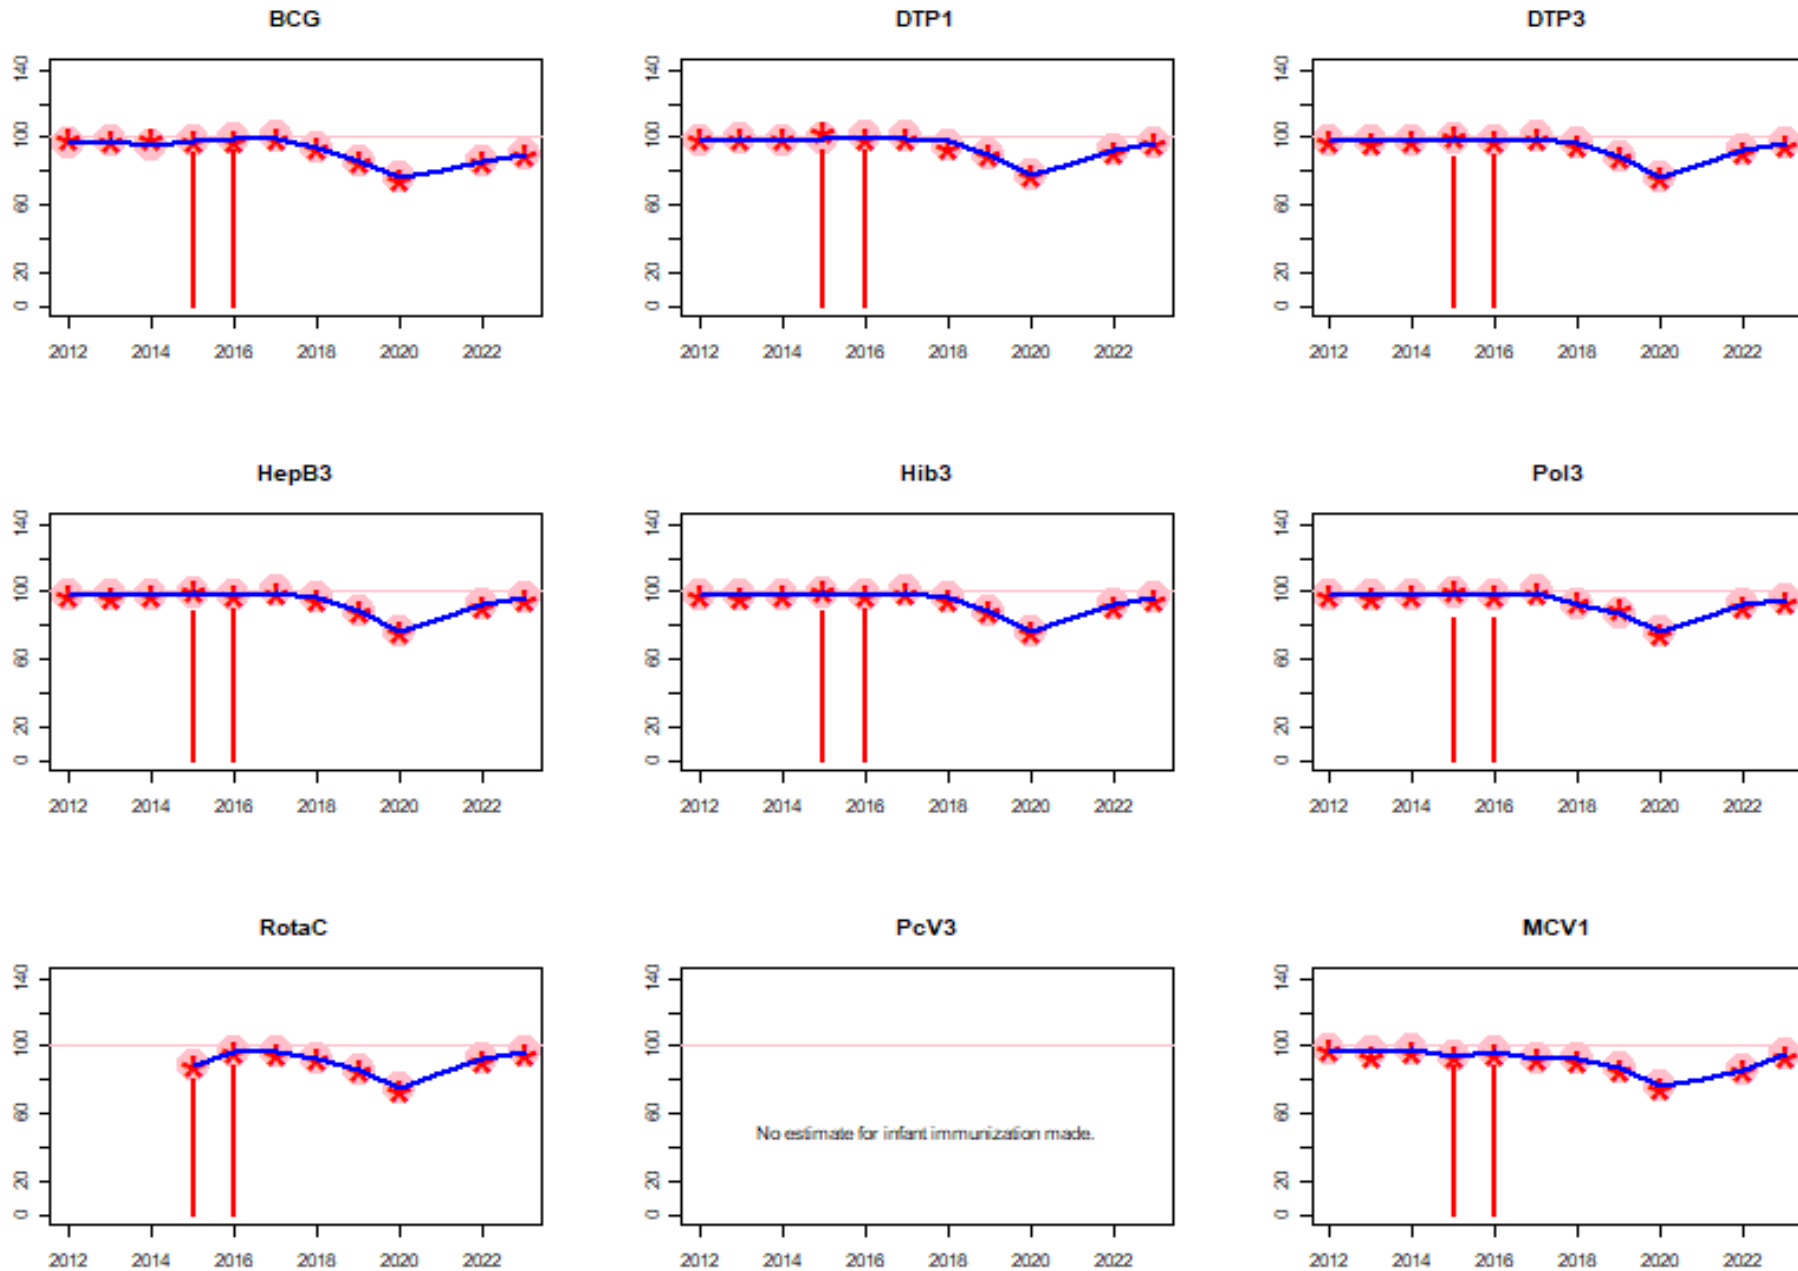 BCG DTP1 DTP3
140 140 140
100 100 100
60 60 60
20 20 20
0 0 0
2012 2014 2016 2018 2020 2022 2012 2014 2016 2018 2020 2022 2012 2014 2016 2018 2020 2022
HepB3 Hib3 Pol3
140 140 140
100 100 100
60 60 60
20 20 20
0 0 0
2012 2014 2016 2018 2020 2022 2012 2014 2016 2018 2020 2022 2012 2014 2016 2018 2020 2022
RotaC PcV3 MCV1
140 140 140
100 100 100
60 60 60
No estimate for infant immunization made.
20 20 20
0 0 0
2012 2014 2016 2018 2020 2022 2012 2014 2016 2018 2020 2022 2012 2014 2016 2018 2020 2022